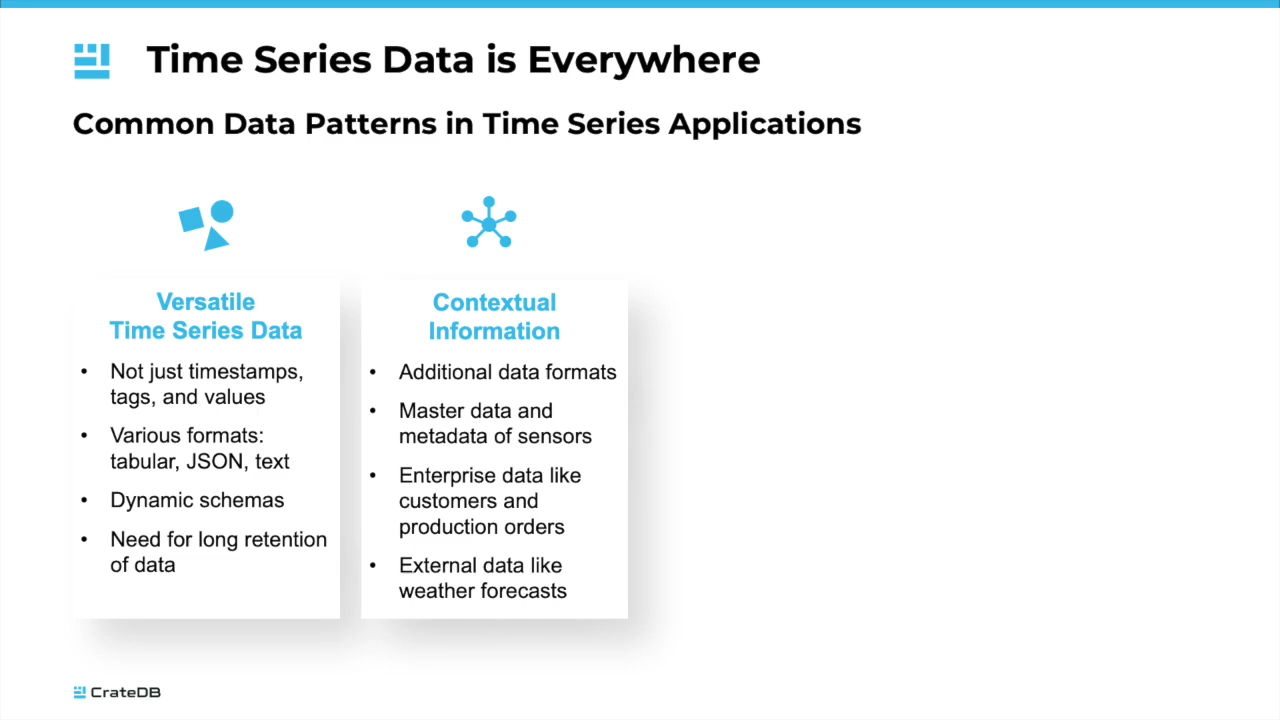 Time Series Data is Everywhere
Common Data Patterns in Time Series Applications
Versatile
Time Series Data
• Not just timestamps,
tags, and values
• Various formats:
tabular, JSON, text
• Dynamic schemas
• Need for long retention
of data
Contextual
Information
• Additional data formats
• Master data and
metadata of sensors
• Enterprise data like
customers and
production orders
• External data like
weather forecasts
CrateDB